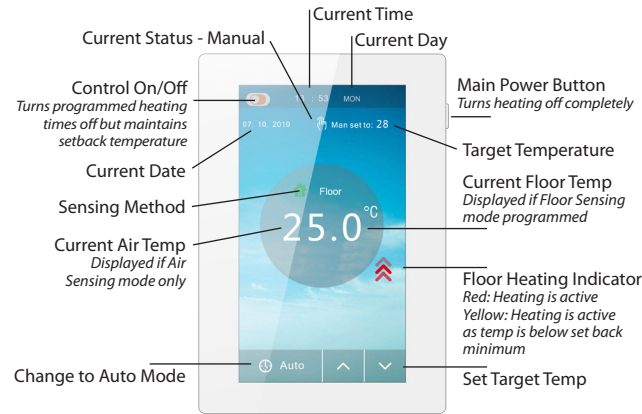 Current Time
Current Status - Manual
Current Day
Control On/Off
Turns programmed heating
times off but maintains
setback temperature
Main Power Button
Turns heating off completely
: 53 MON
07. 10. 2019
Man set to: 28
Current Date
Target Temperature
Sensing Method
Floor
Current Floor Temp
Displayed if Floor Sensing
mode programmed
25.0°C
Current Air Temp
Displayed if Air
Sensing mode only
Floor Heating Indicator
Red: Heating is active
Yellow: Heating is active
as temp is below set back
minimum
Change to Auto Mode
Auto
Set Target Temp